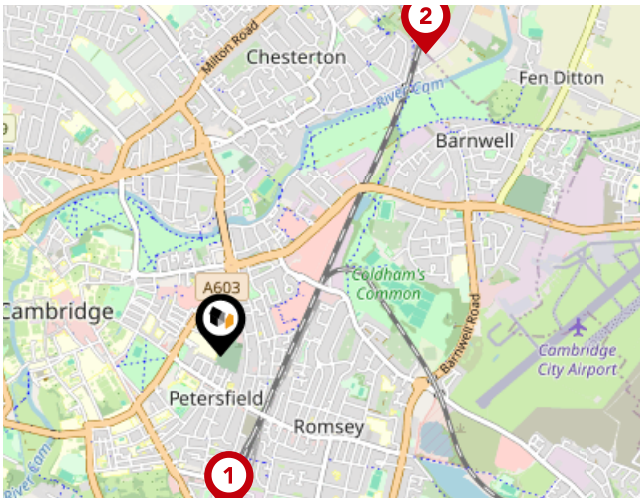 2
Milton Road
Chesterton
River Cam
Fen Ditton
9
Barnwell
Coldham's
Common
A603
Cambridge
Barnwell Road
Cambridge
City Airport
Petersfield
Romsey
1
River Cam